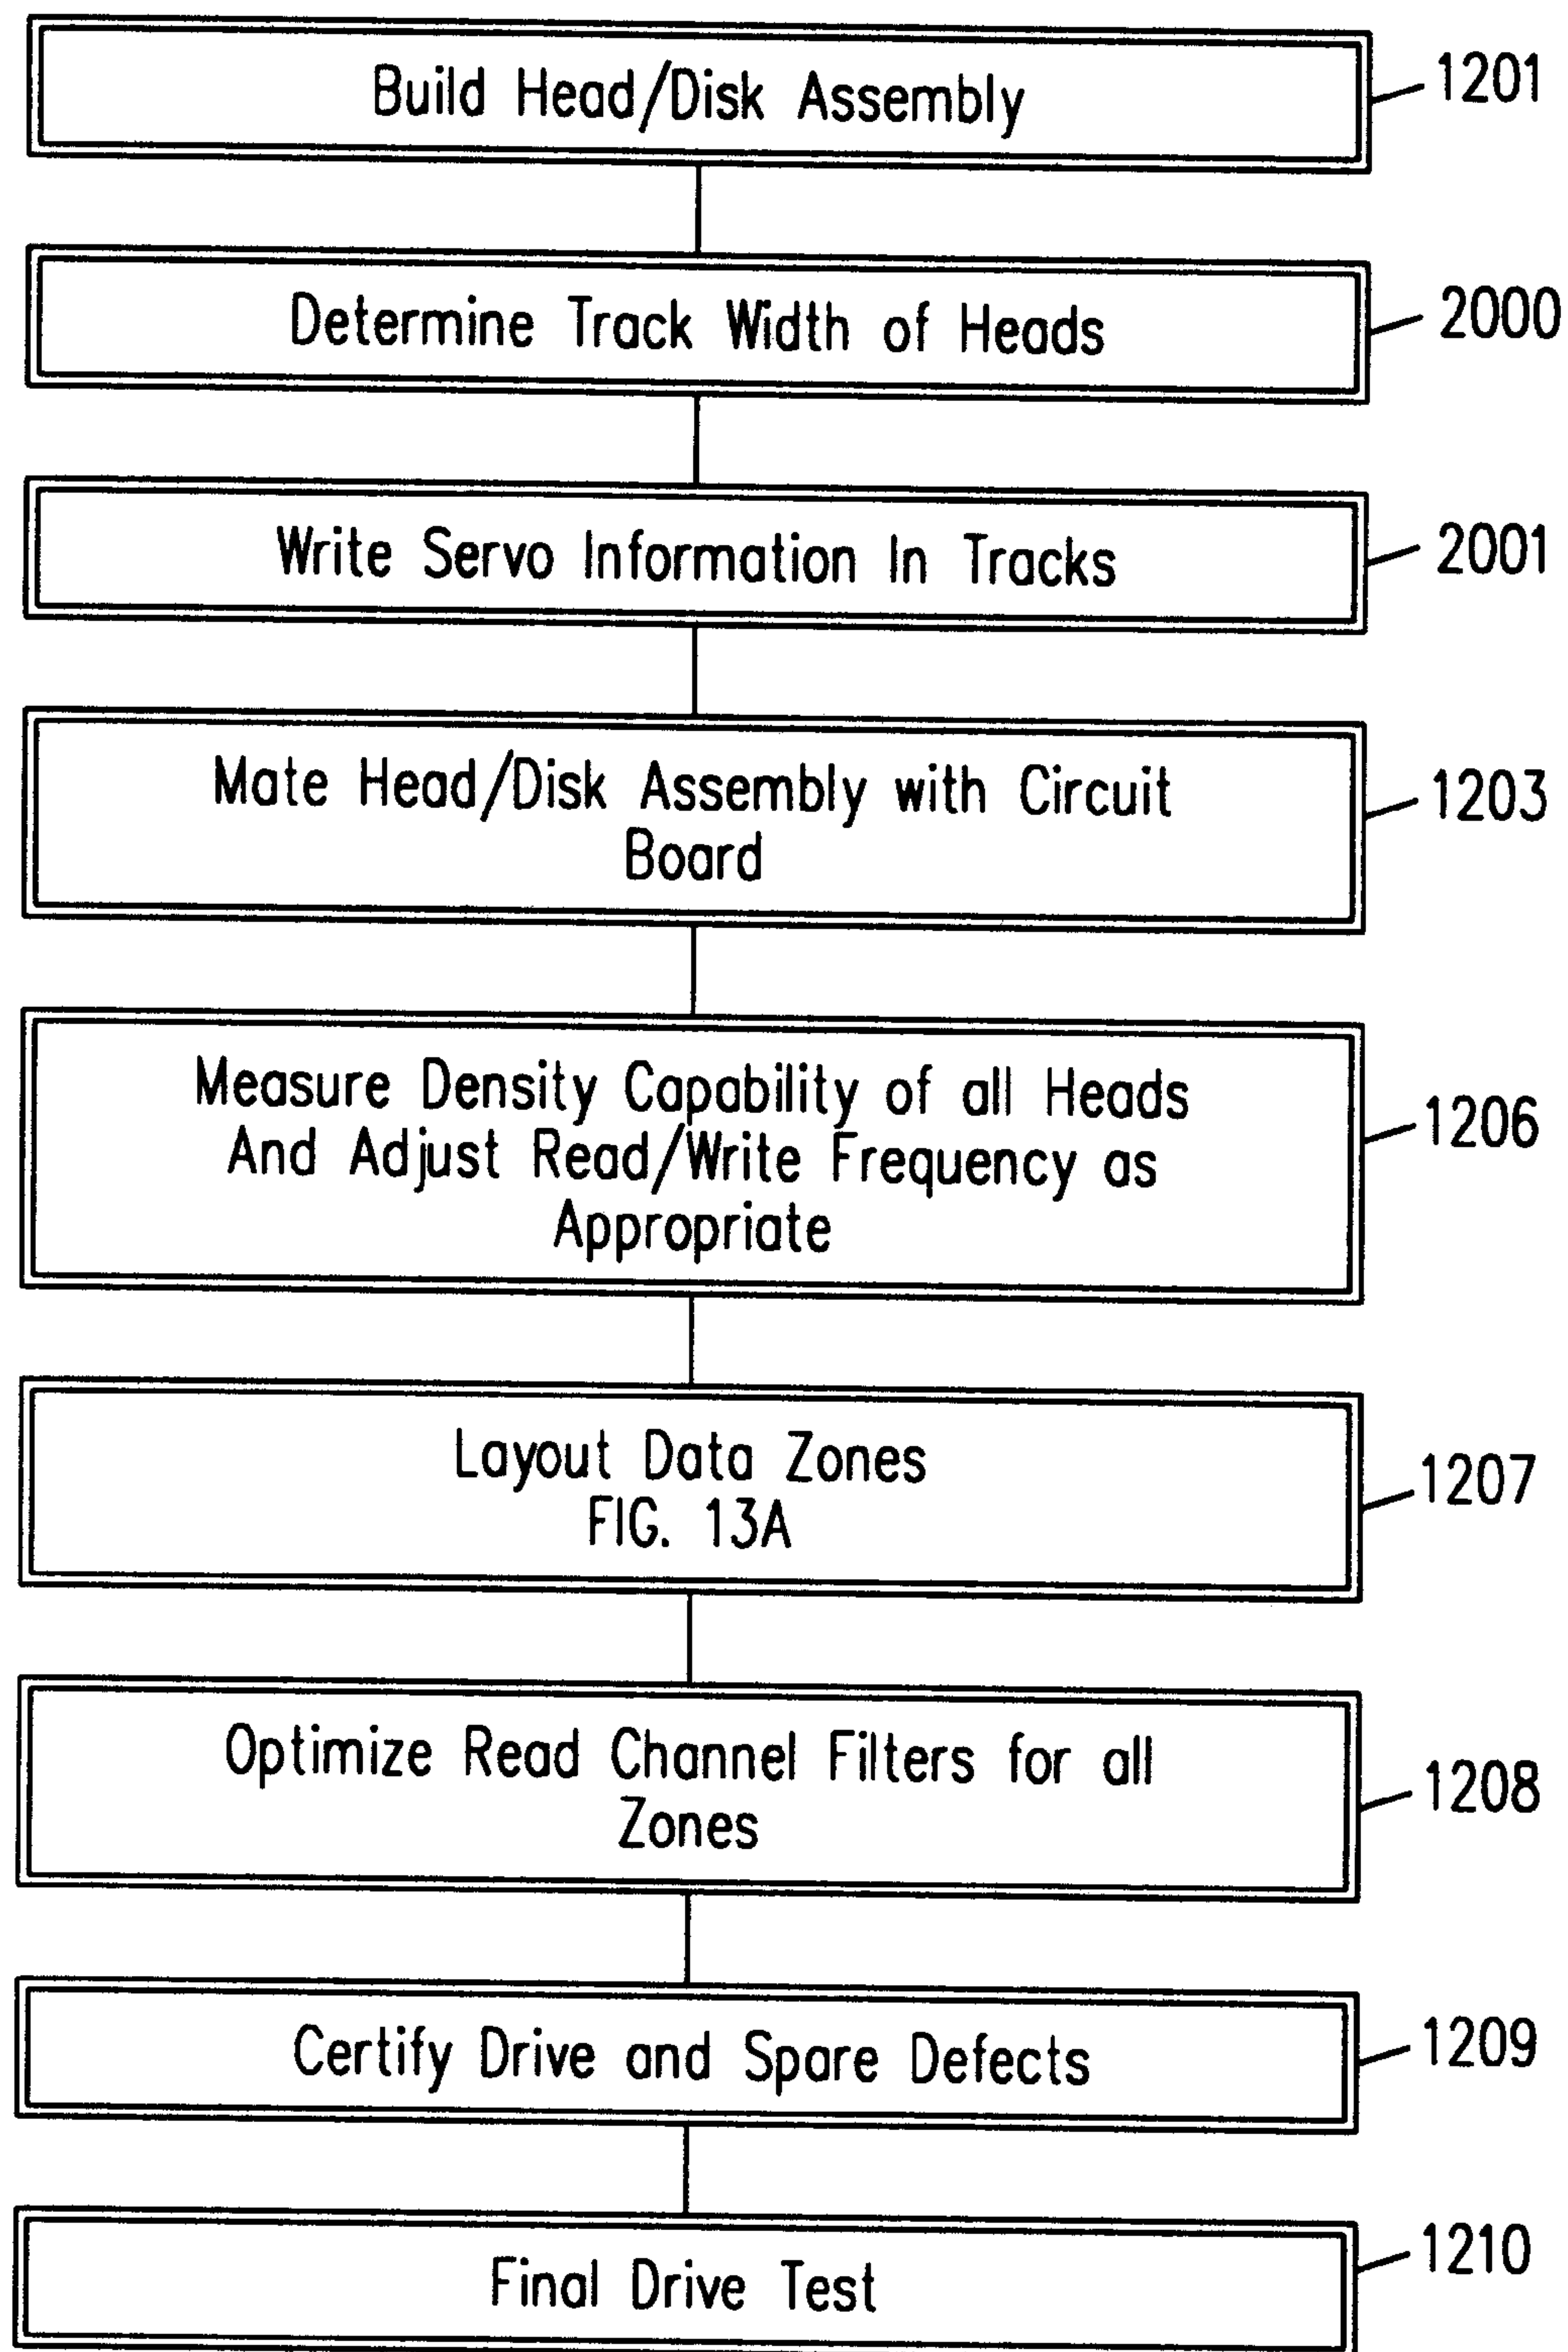 Build Head/Disk Assembly
1201
Determine Track Width of Heads
2000
Write Servo Information In Tracks
2001
Mate Head/Disk Assembly with Circuit
Board
1203
Measure Density Capability of all Heads
And Adjust Read/Write Frequency as
Appropriate
1206
Layout Data Zones
FIG. 13A
1207
Optimize Read Channel Filters for all
Zones
1208
Certify Drive and Spare Defects
1209
Final Drive Test
1210